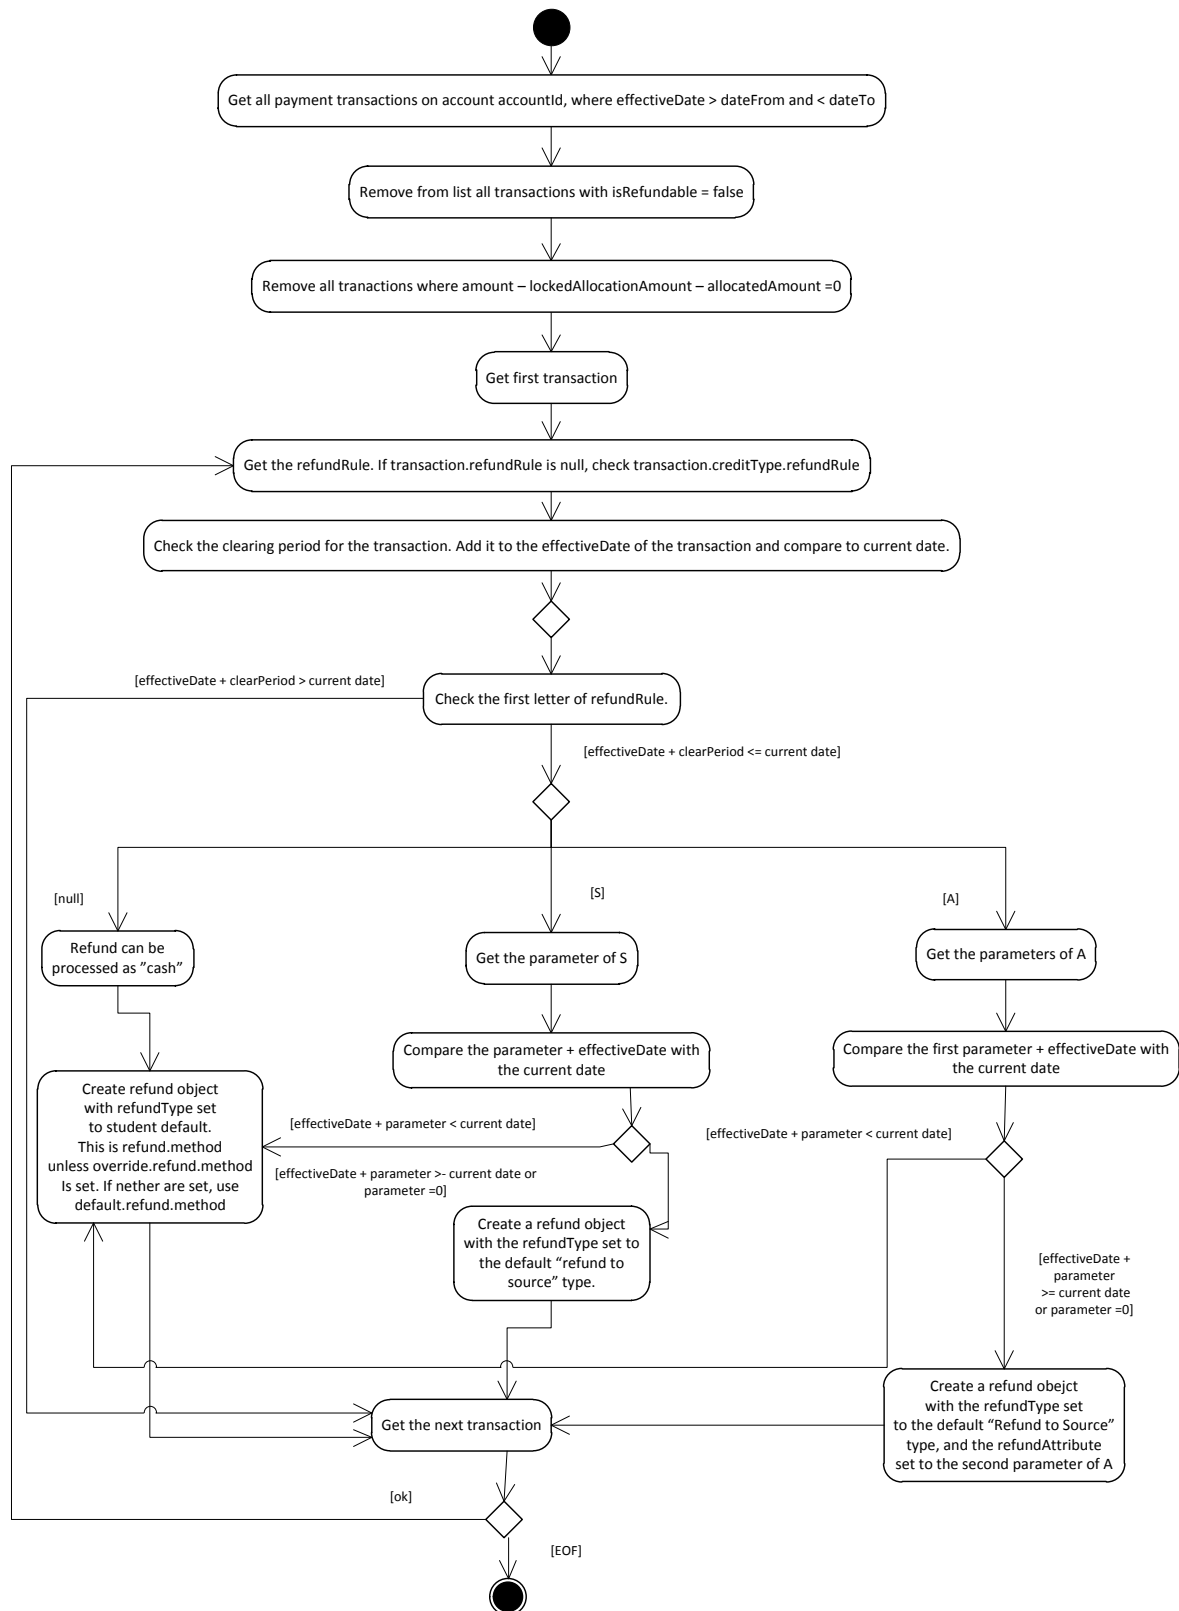 Get all payment transactions on account accountId, where effectiveDate > dateFrom and < dateTo
Remove from list all transactions with isRefundable = false
Remove all tranactions where amount – lockedAllocationAmount – allocatedAmount =0
Get first transaction
Get the refundRule. If transaction.refundRule is null, check transaction.creditType.refundRule
Check the clearing period for the transaction. Add it to the effectiveDate of the transaction and compare to current date.
[effectiveDate + clearPeriod > current date]
Check the first letter of refundRule.
[effectiveDate + clearPeriod <= current date]
[null]
[S]
[A]
Refund can be
processed as ”cash”
Get the parameter of S
Get the parameters of A
Compare the parameter + effectiveDate with
the current date
Compare the first parameter + effectiveDate with
the current date
Create refund object
with refundType set
to student default.
This is refund.method
unless override.refund.method
Is set. If nether are set, use
default.refund.method
[effectiveDate + parameter < current date]
[effectiveDate + parameter < current date]
[effectiveDate + parameter >- current date or
parameter =0]
Create a refund object
with the refundType set to
the default “refund to
source” type.
[effectiveDate +
parameter
>= current date
or parameter =0]
Create a refund obejct
with the refundType set
to the default “Refund to Source”
type, and the refundAttribute
set to the second parameter of A
Get the next transaction
[ok]
[EOF]